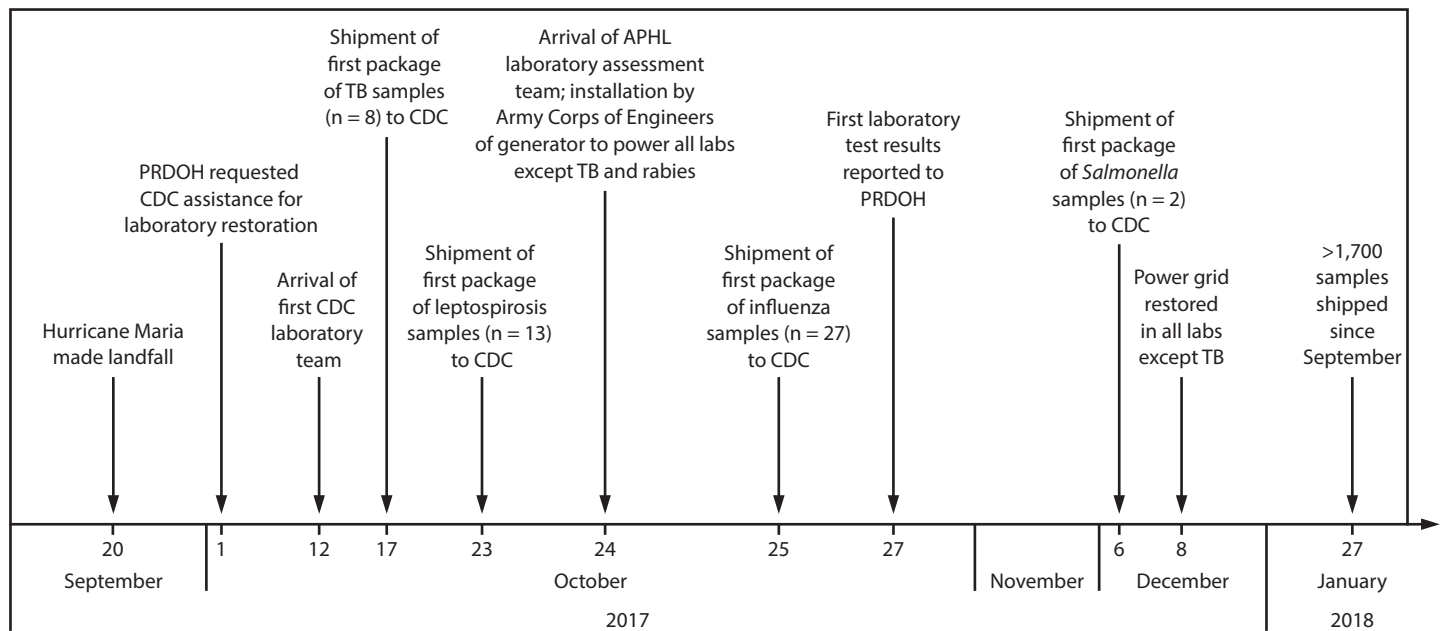 Hurricane Maria
made landfall
PRDOH requested
CDC assistance for
laboratory restoration
Arrival of
first CDC
laboratory
team
Shipment of
first package
of TB samples
(n = 8) to CDC
Shipment of
first package
of leptospirosis
samples (n = 13)
to CDC
Arrival of APHL
laboratory assessment
team; installation by
Army Corps of Engineers
of generator to power all labs
except TB and rabies
Shipment of
first package
of influenza
samples (n = 27)
to CDC
First laboratory
test results
reported to
PRDOH
Shipment of
first package
of Salmonella
samples (n = 2)
to CDC
Power grid
restored
in all labs
except TB
>1,700
samples
shipped
since
September
20 1 12 17 23 24 25 27 6 8 27
September October November December January
2017 2018